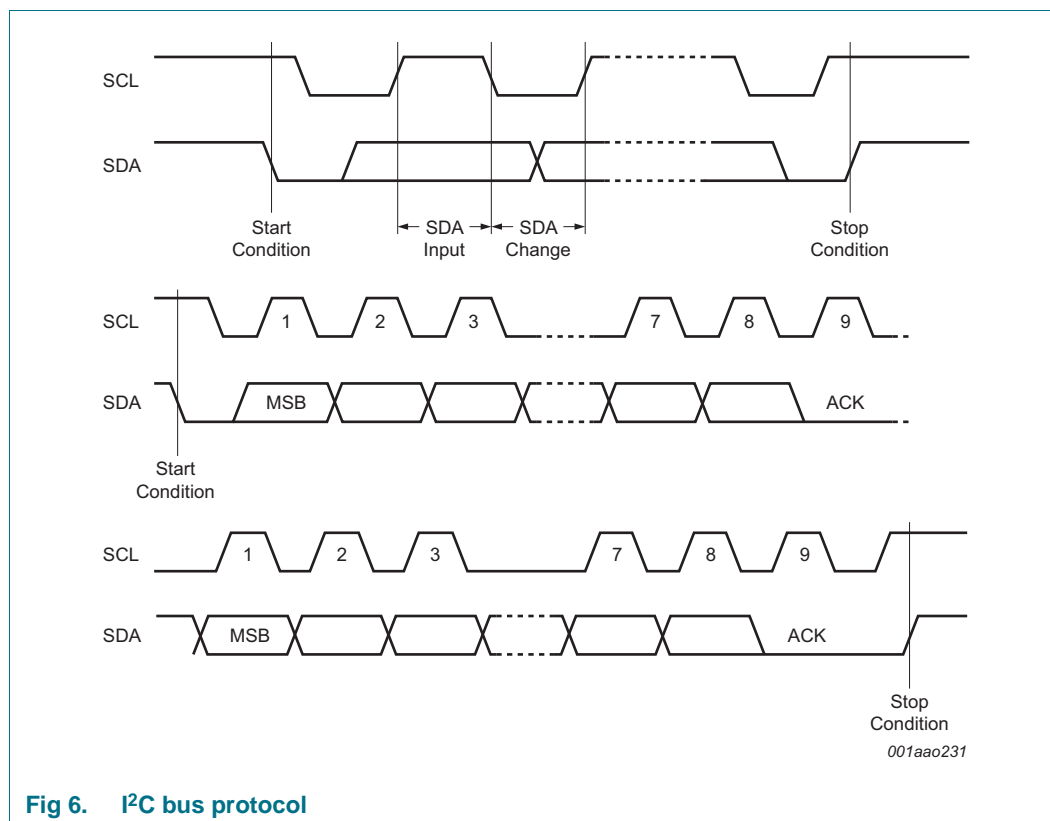 SCL
SDA
Start
Condition
SDA
Input
SDA
Change
Stop
Condition
SCL
1 2 3 7 8 9
SDA
MSB ACK
Start
Condition
SCL
1 2 3 7 8 9
SDA
MSB ACK
Stop
Condition
001aao231
Fig 6. I²C bus protocol